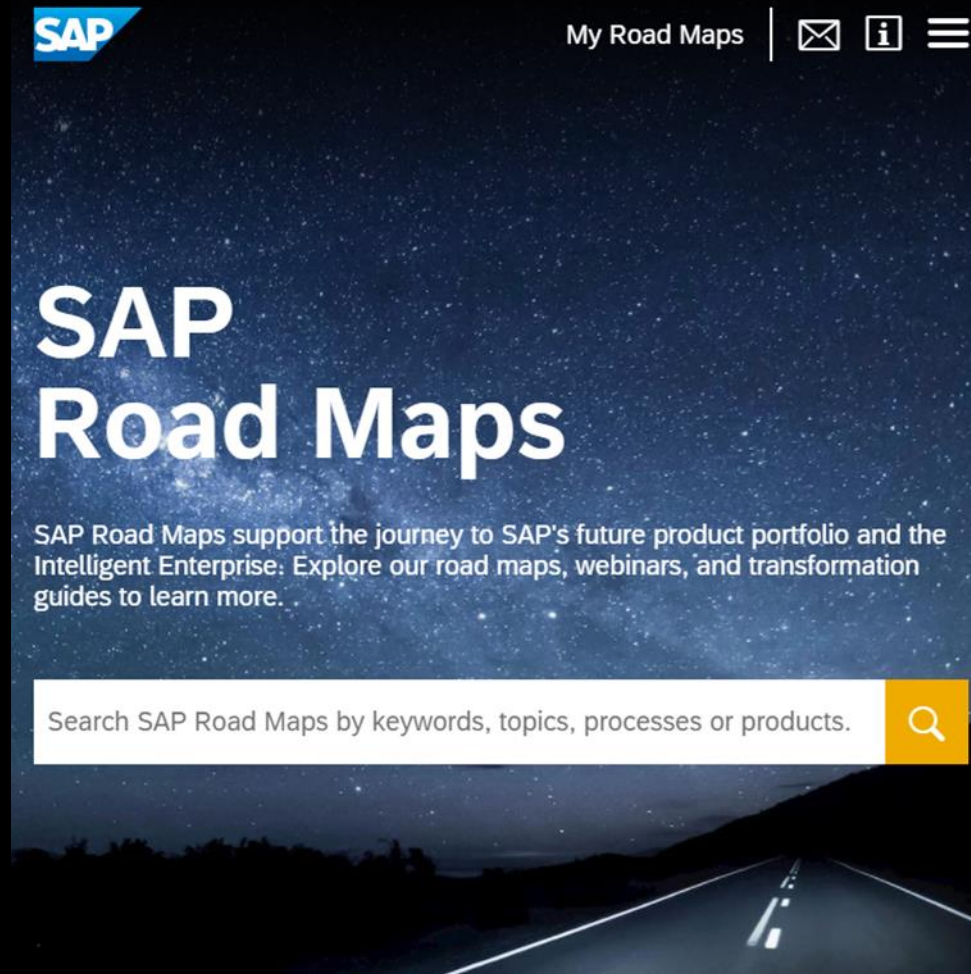 SAP
My Road Maps
SAP
Road Maps
SAP Road Maps support the journey to SAP's future product portfolio and the
Intelligent Enterprise. Explore our road maps, webinars, and transformation
guides to learn more.
Search SAP Road Maps by keywords, topics, processes or products.